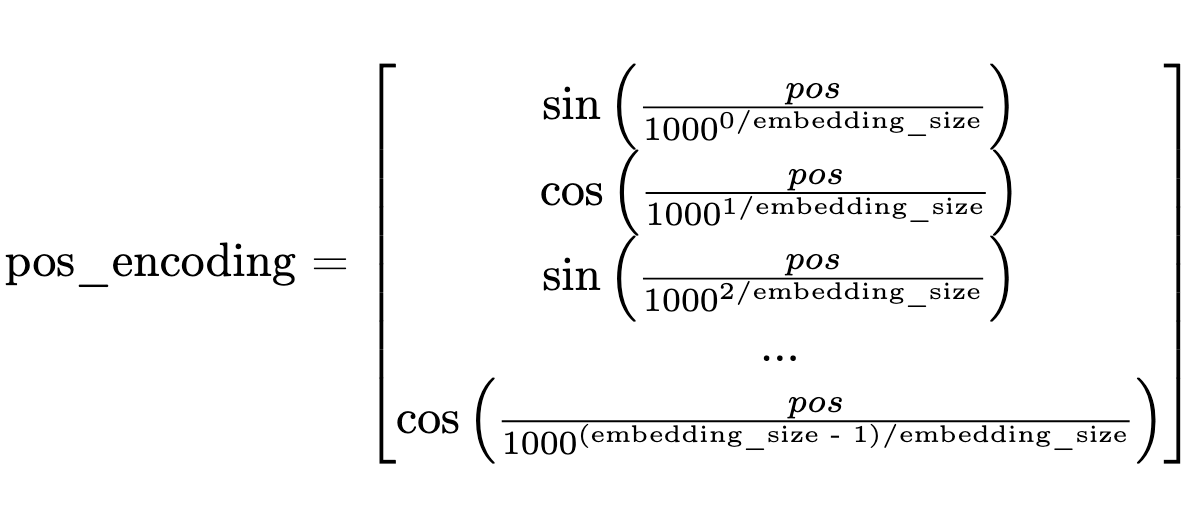 sin ( pos / 1000^0/embedding_size )
cos ( pos / 1000^1/embedding_size )
pos_encoding = sin ( pos / 1000^2/embedding_size )
...
cos ( pos / 1000^(embedding_size - 1)/embedding_size )